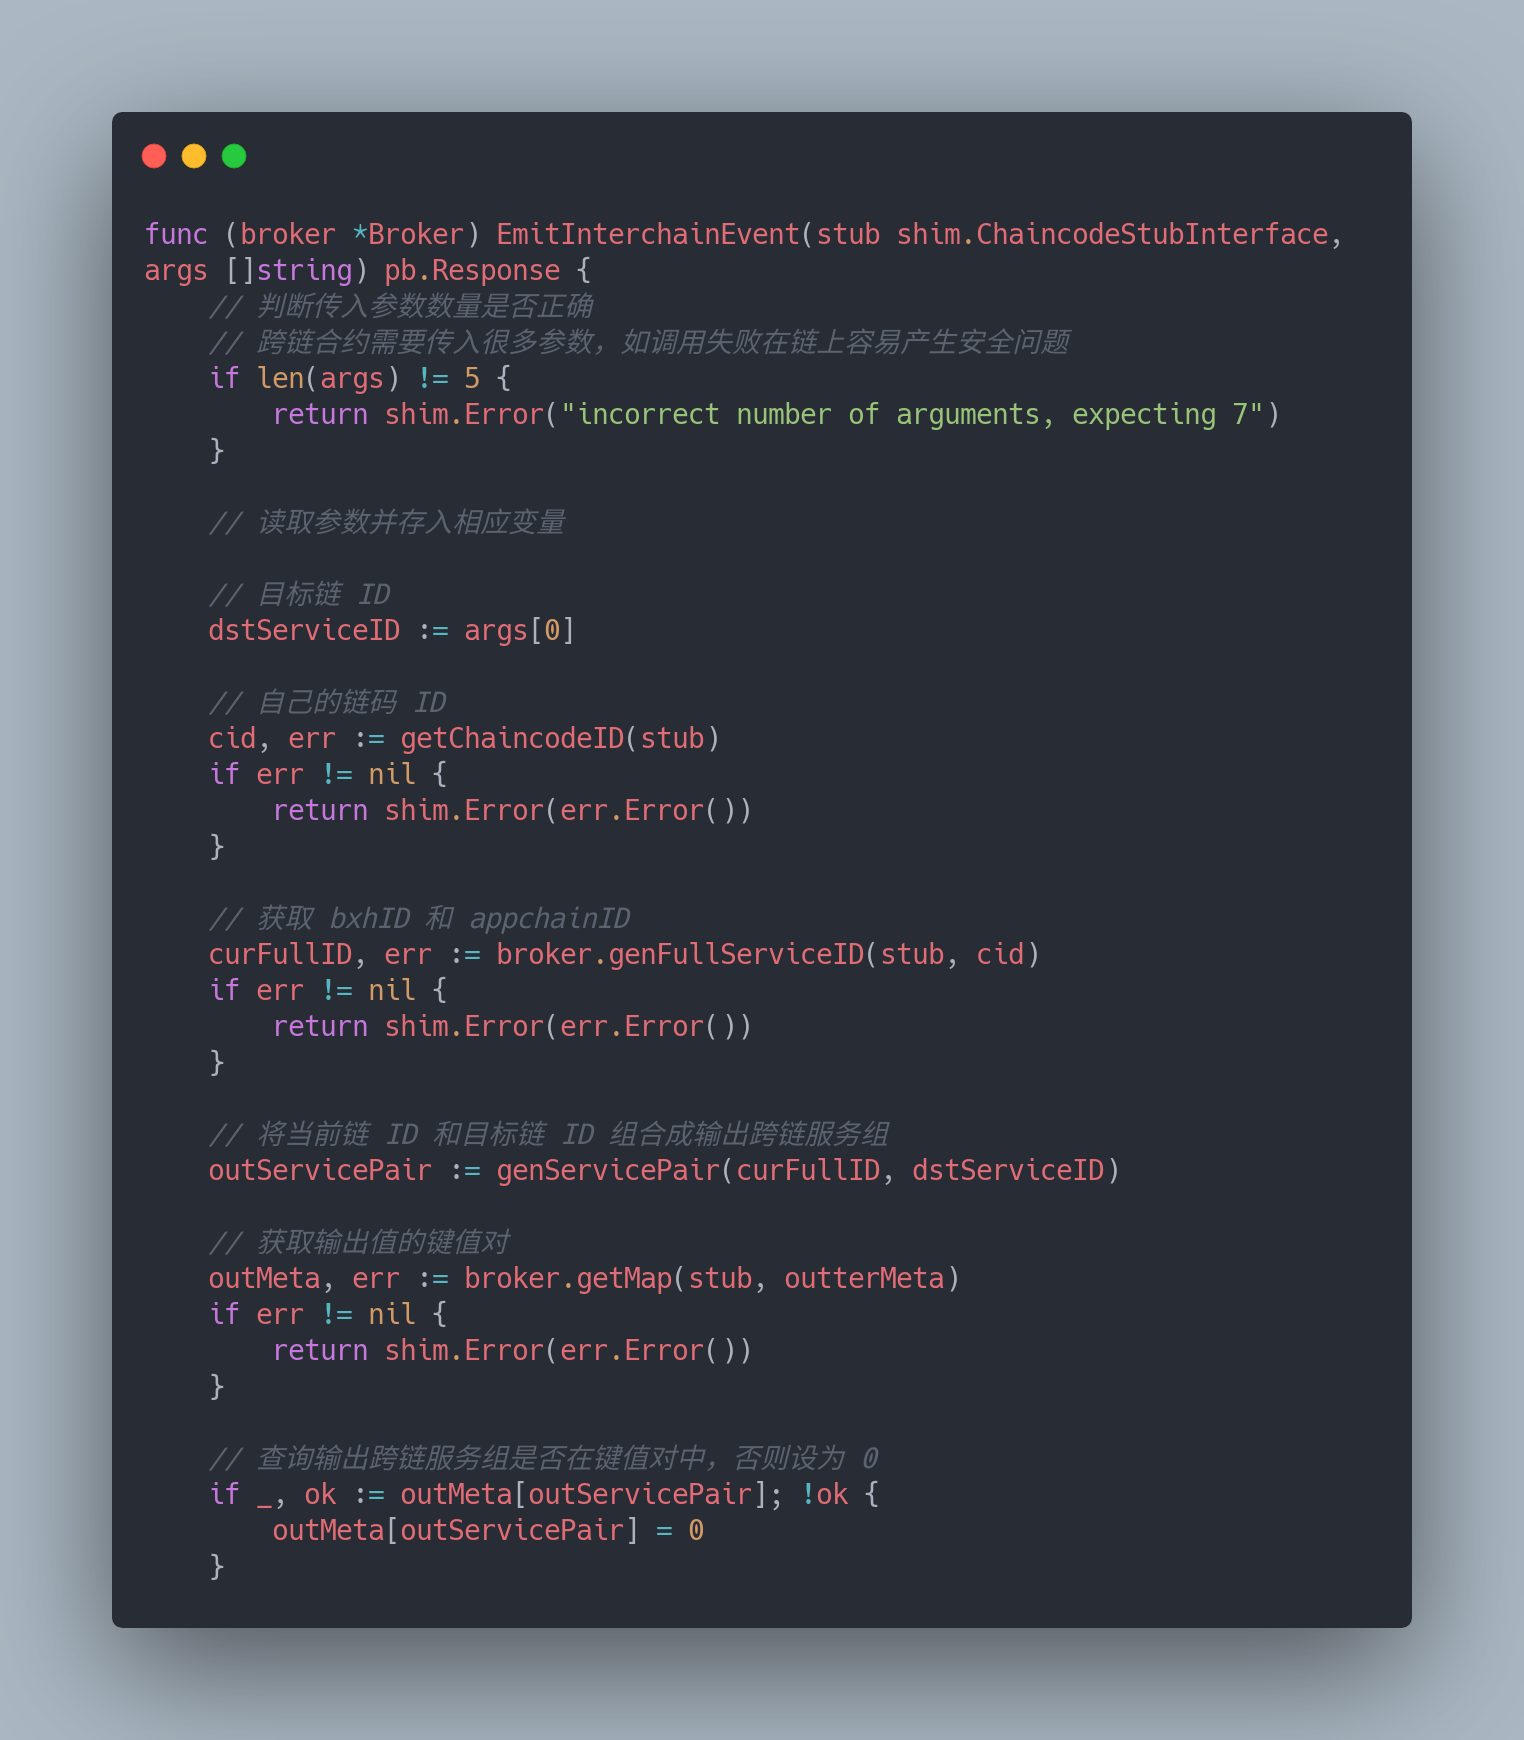 func (broker *Broker) EmitInterchainEvent(stub shim.ChaincodeStubInterface,
args []string) pb.Response {
    // 判断传入参数数量是否正确
    // 跨链合约需要传入很多参数，如调用失败在链上容易产生安全问题
    if len(args) != 5 {
        return shim.Error("incorrect number of arguments, expecting 7")
    }

    // 读取参数并存入相应变量

    // 目标链 ID
    dstServiceID := args[0]

    // 自己的链码 ID
    cid, err := getChaincodeID(stub)
    if err != nil {
        return shim.Error(err.Error())
    }

    // 获取 bxhID 和 appchainID
    curFullID, err := broker.genFullServiceID(stub, cid)
    if err != nil {
        return shim.Error(err.Error())
    }

    // 将当前链 ID 和目标链 ID 组合成输出跨链服务组
    outServicePair := genServicePair(curFullID, dstServiceID)

    // 获取输出值的键值对
    outMeta, err := broker.getMap(stub, outterMeta)
    if err != nil {
        return shim.Error(err.Error())
    }

    // 查询输出跨链服务组是否在键值对中，否则设为 0
    if _, ok := outMeta[outServicePair]; !ok {
        outMeta[outServicePair] = 0
    }